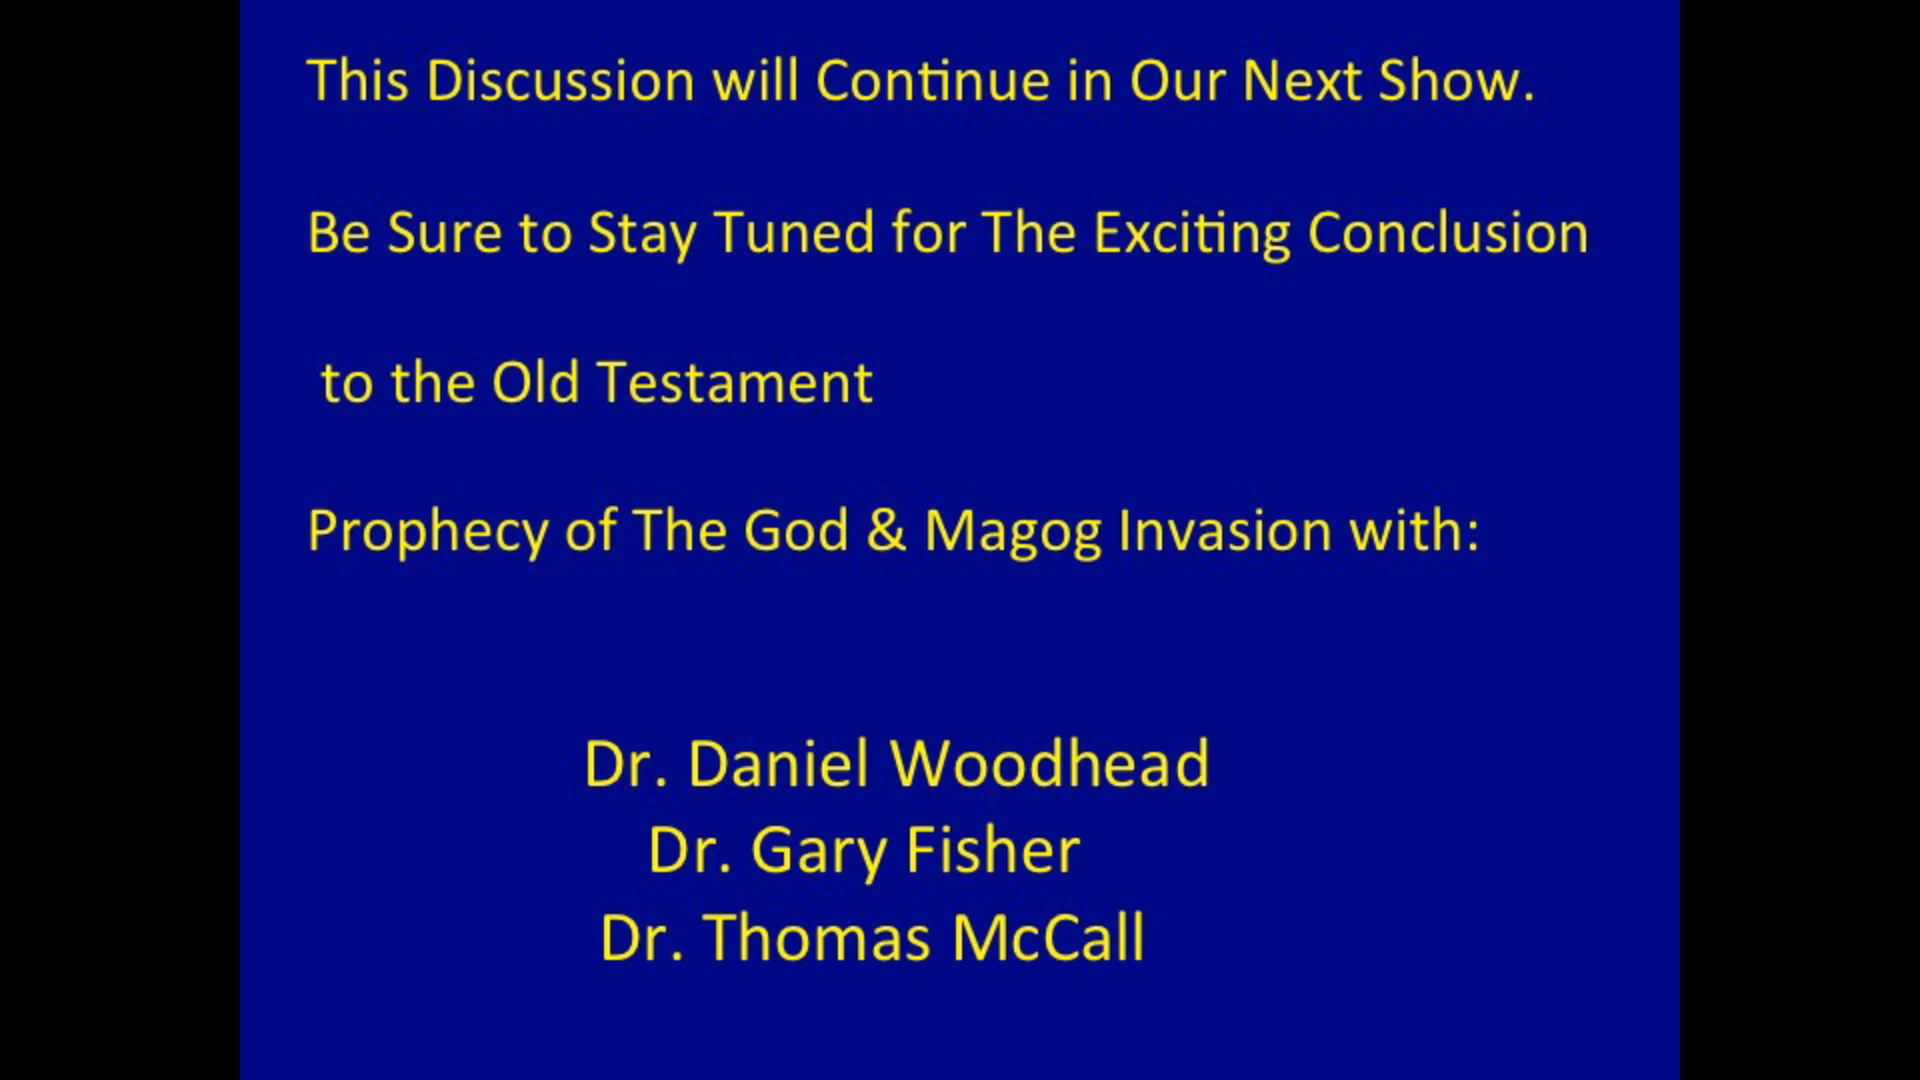 This Discussion will Continue in Our Next Show.
Be Sure to Stay Tuned for The Exciting Conclusion
to the Old Testament
Prophecy of The God & Magog Invasion with:
Dr. Daniel Woodhead
Dr. Gary Fisher
Dr. Thomas McCall